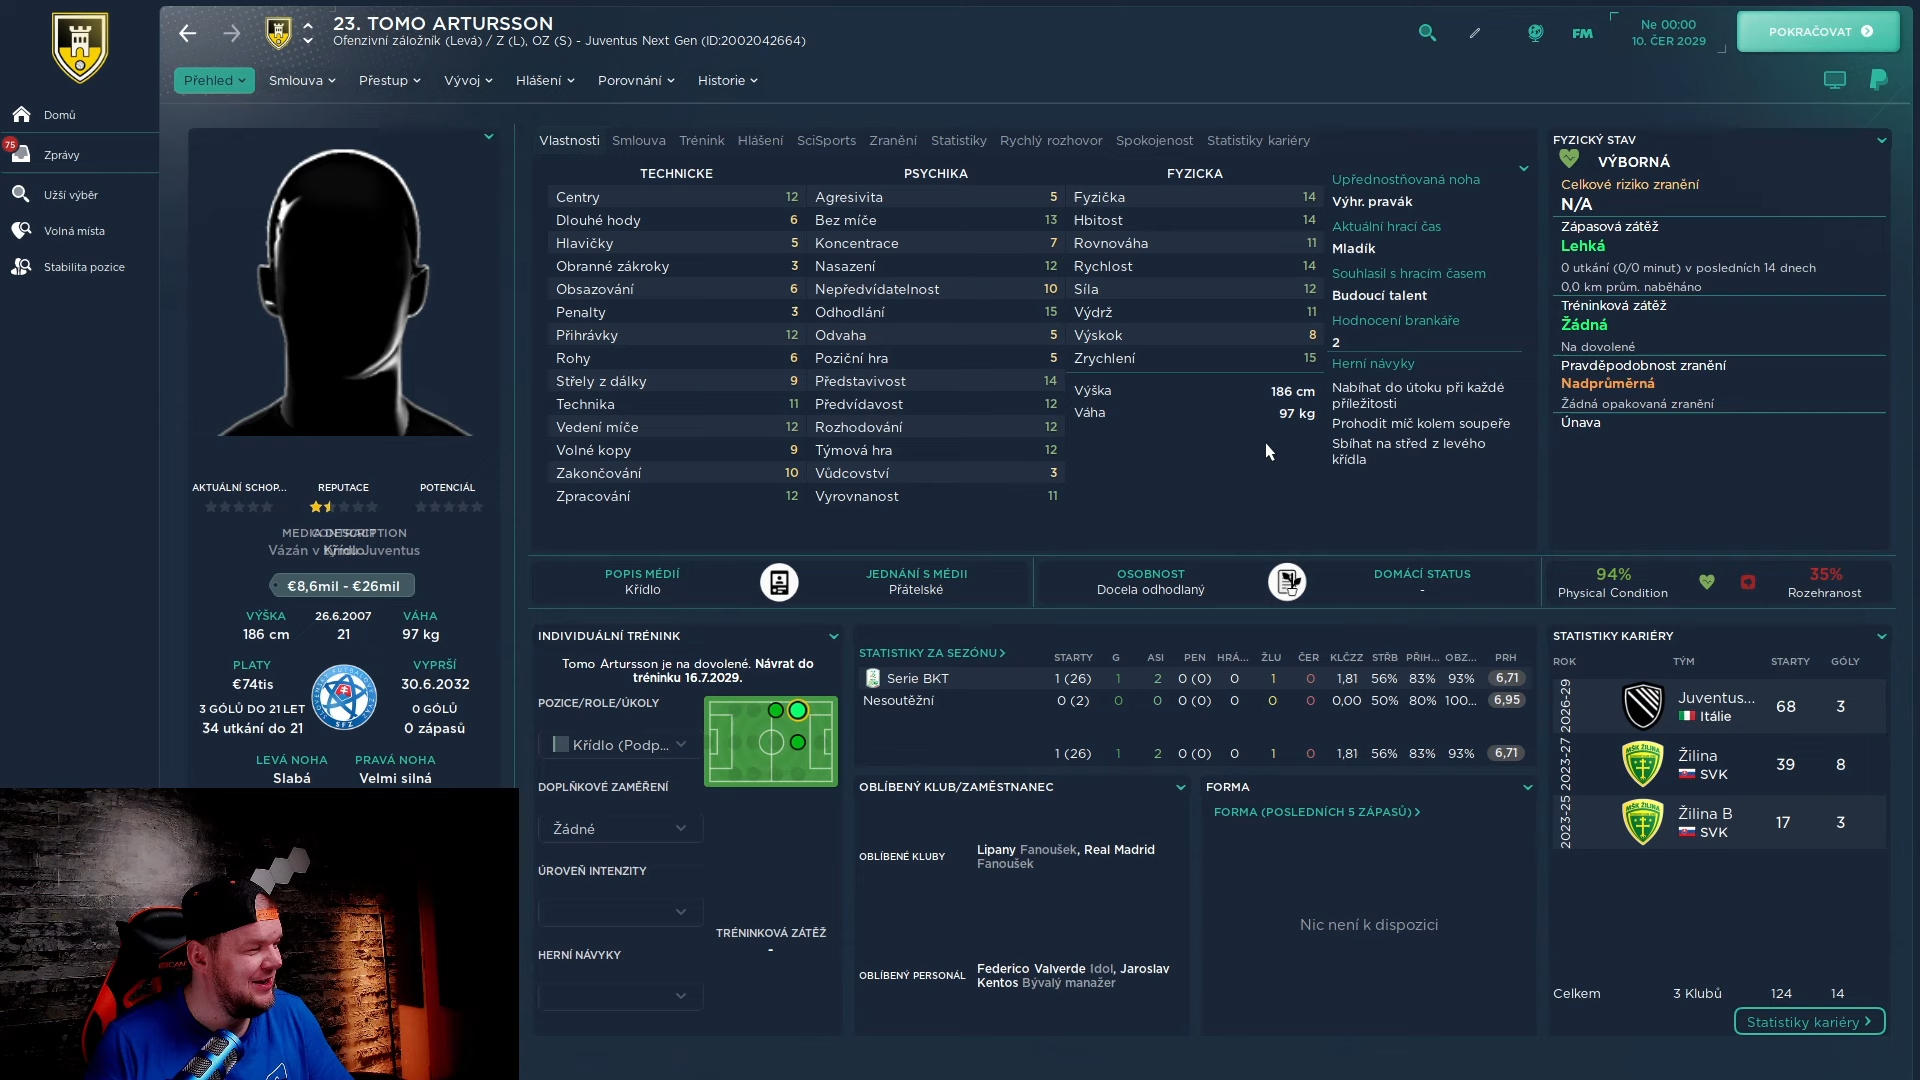 23. TOMO ARTURSSON
Ofenzivní záložník (Levá) / Z (L), OZ (S) - Juventus Next Gen (ID:2002042664)
FM
Ne 00:00
10. ČER 2029
POKRAČOVAT
Přehled
Smlouva
Přestup
Vývoj
Hlášení
Porovnání
Historie
Domů
75
Zprávy
Užší výběr
Volná místa
Stabilita pozice
AKTUÁLNÍ SCHOP...
REPUTACE
POTENCIÁL
€8,6mil - €26mil
VÝŠKA
26.6.2007
VÁHA
186 cm
21
97 kg
PLATY
VYPRŠÍ
€74tis
30.6.2032
3 GÓLŮ DO 21 LET
0 GÓLŮ
34 utkání do 21
0 zápasů
LEVÁ NOHA
PRAVÁ NOHA
Slabá
Velmi silná
Vlastnosti
Smlouva
Trénink
Hlášení
SciSports
Zranění
Statistiky
Rychlý rozhovor
Spokojenost
Statistiky kariéry
TECHNICKE
Centry 12
Dlouhé hody 6
Hlavičky 5
Obranné zákroky 3
Obsazování 6
Penalty 3
Přihrávky 12
Rohy 6
Střely z dálky 9
Technika 11
Vedení míče 12
Volné kopy 9
Zakončování 10
Zpracování 12
PSYCHIKA
Agresivita 5
Bez míče 13
Koncentrace 7
Nasazení 12
Nepředvídatelnost 10
Odhodlání 15
Odvaha 5
Poziční hra 5
Představivost 14
Předvídavost 12
Rozhodování 12
Týmová hra 12
Vůdcovství 3
Vyrovnanost 11
FYZICKA
Fyzička 14
Hbitost 14
Rovnováha 11
Rychlost 14
Síla 12
Výdrž 11
Výskok 8
Zrychlení 15
Výška 186 cm
Váha 97 kg
Upřednostňovaná noha
Výhr. pravák
Aktuální hrací čas
Mladík
Souhlasil s hracím časem
Budoucí talent
Hodnocení brankáře
2
Herní návyky
Nabíhat do útoku při každé
příležitosti
Prohodit míč kolem soupeře
Sbíhat na střed z levého
křídla
FYZICKÝ STAV
VÝBORNÁ
Celkové riziko zranění
N/A
Zápasová zátěž
Lehká
0 utkání (0/0 minut) v posledních 14 dnech
0,0 km prům. naběháno
Tréninková zátěž
Žádná
Na dovolené
Pravděpodobnost zranění
Nadprůměrná
Žádná opakovaná zranění
Únava
POPIS MÉDIÍ
Křídlo
JEDNÁNÍ S MÉDII
Přátelské
OSOBNOST
Docela odhodlaný
DOMÁCÍ STATUS
-
94%
Physical Condition
35%
Rozehranost
INDIVIDUÁLNÍ TRÉNINK
Tomo Artursson je na dovolené. Návrat do
tréninku 16.7.2029.
POZICE/ROLE/ÚKOLY
Křídlo (Podp...
DOPLŇKOVÉ ZAMĚŘENÍ
Žádné
ÚROVEŇ INTENZITY
HERNÍ NÁVYKY
TRÉNINKOVÁ ZÁTĚŽ
-
STATISTIKY ZA SEZÓNU
STARTY G ASI PEN HRÁ... ŽLU ČER KLČZZ STŘB PŘIH... OBZ... PRH
Serie BKT 1 (26) 1 2 0 (0) 0 1 0 1,81 56% 83% 93% 6,71
Nesoutěžní 0 (2) 0 0 0 (0) 0 0 0 0,00 50% 80% 100... 6,95
1 (26) 1 2 0 (0) 0 1 0 1,81 56% 83% 93% 6,71
OBLÍBENÝ KLUB/ZAMĚSTNANEC
OBLÍBENÉ KLUBY
Lipany Fanoušek, Real Madrid
Fanoušek
OBLÍBENÝ PERSONÁL
Federico Valverde Idol, Jaroslav
Kentos Bývalý manažer
FORMA
FORMA (POSLEDNÍCH 5 ZÁPASŮ)
Nic není k dispozici
STATISTIKY KARIÉRY
ROK TÝM STARTY GÓLY
2026-29
Juventus... 68 3
Itálie
2023-27
Žilina 39 8
SVK
2023-25
Žilina B 17 3
SVK
Celkem 3 Klubů 124 14
Statistiky kariéry